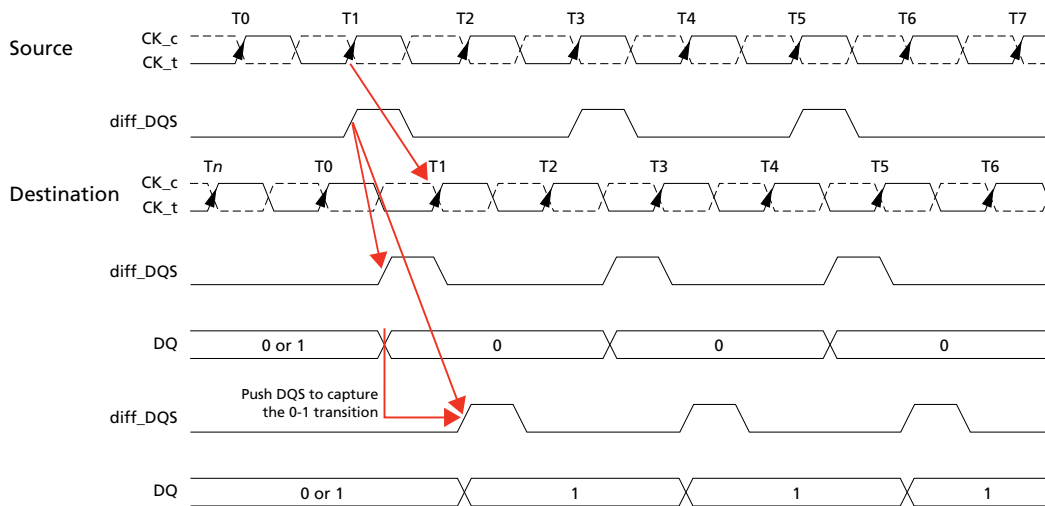 T0 T1 T2 T3 T4 T5 T6 T7
Source
CK_c
CK_t
diff_DQS
Tn T0 T1 T2 T3 T4 T5 T6
Destination
CK_c
CK_t
diff_DQS
DQ 0 or 1 0 0 0
Push DQS to capture
the 0-1 transition
diff_DQS
DQ 0 or 1 1 1 1